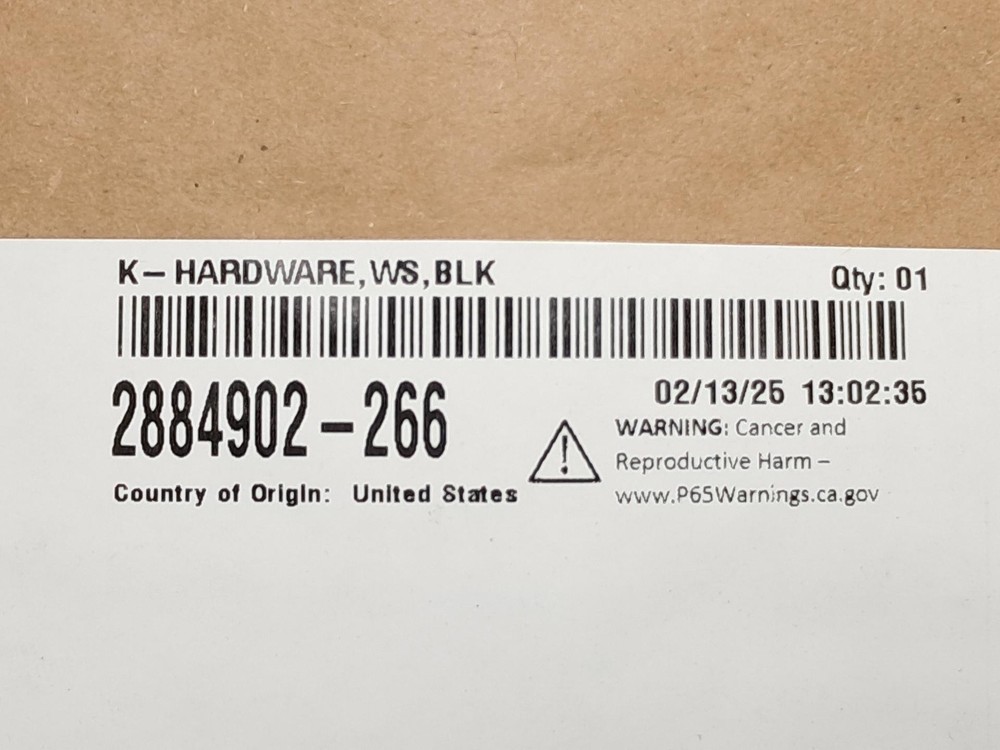 K-HARDWARE,WS,BLK
Qty: 01
2884902-266
02/13/25 13:02:35
WARNING: Cancer and
Reproductive Harm –
www.P65Warnings.ca.gov
Country of Origin: United States